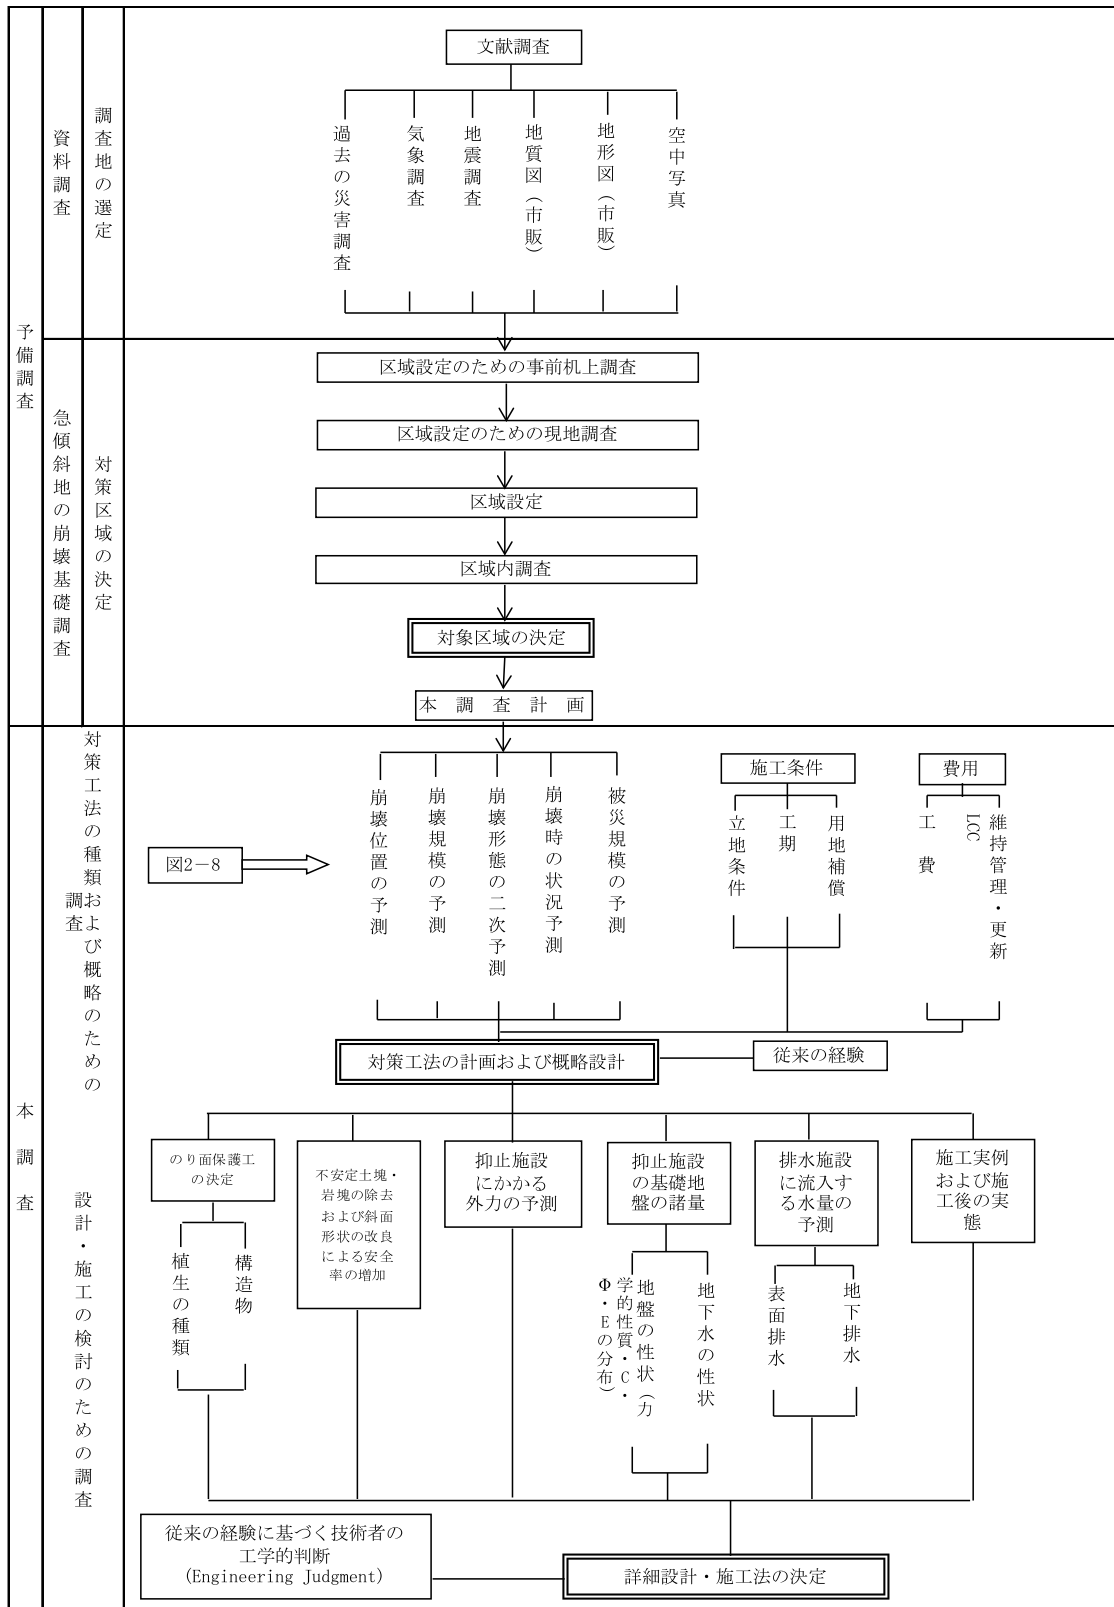 予備調査
資料調査
調査地の選定
文献調査
過去の災害調査
気象調査
地震調査
地質図（市販）
地形図（市販）
空中写真
急傾斜地の崩壊基礎調査
対策区域の決定
区域設定のための事前机上調査
区域設定のための現地調査
区域設定
区域内調査
対象区域の決定
本調査計画
本調査
対策工法の種類および概略のための
調査
図2－8
崩壊位置の予測
崩壊規模の予測
崩壊形態の二次予測
崩壊時の状況予測
被災規模の予測
施工条件
立地条件
工期
用地補償
費用
工費
LCC
維持管理・更新
対策工法の計画および概略設計
従来の経験
設計・施工の検討のための調査
のり面保護工
の決定
植生の種類
構造物
不安定土塊・
岩塊の除去
および斜面
形状の改良
による安全
率の増加
抑止施設
にかかる
外力の予測
抑止施設
の基礎地
盤の諸量
地盤の性状（力
学的性質・C・
Φ・Eの分布）
地下水の性状
排水施設
に流入す
る水量の
予測
表面排水
地下排水
施工実例
および施
工後の実
態
従来の経験に基づく技術者の
工学的判断
(Engineering Judgment)
詳細設計・施工法の決定